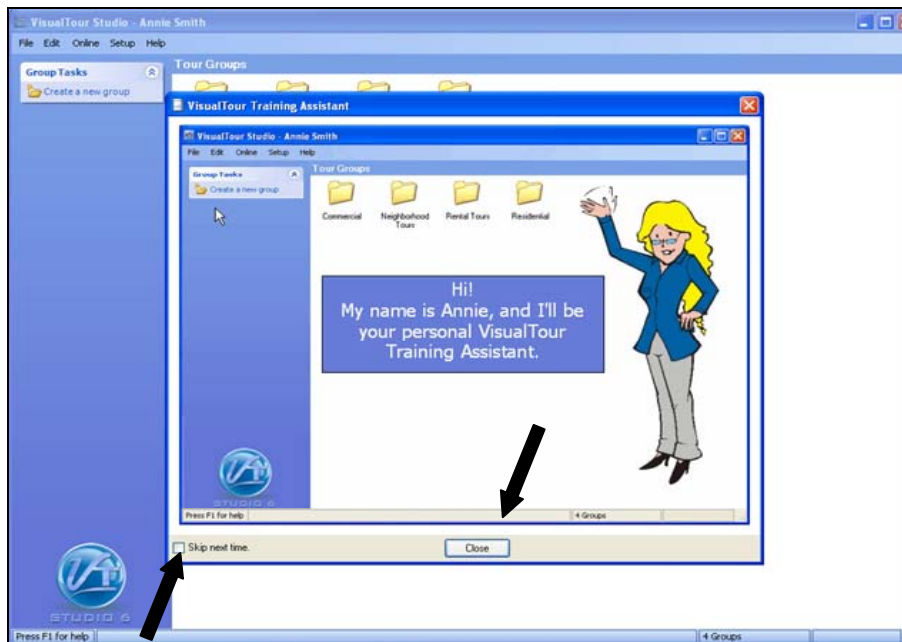 VisualTour Studio - Annie Smith
File Edit Online Setup Help
Group Tasks
Create a new group
Tour Groups
VisualTour Training Assistant
VisualTour Studio - Annie Smith
File Edit Online Setup Help
Group Tasks
Create a new group
Tour Groups
Commercial
Neighborhood
Tours
Rental Tours
Residential
Hi!
My name is Annie, and I'll be
your personal VisualTour
Training Assistant.
STUDIO 6
Press F1 for help
4 Groups
Skip next time.
Close
STUDIO 6
Press F1 for help
4 Groups